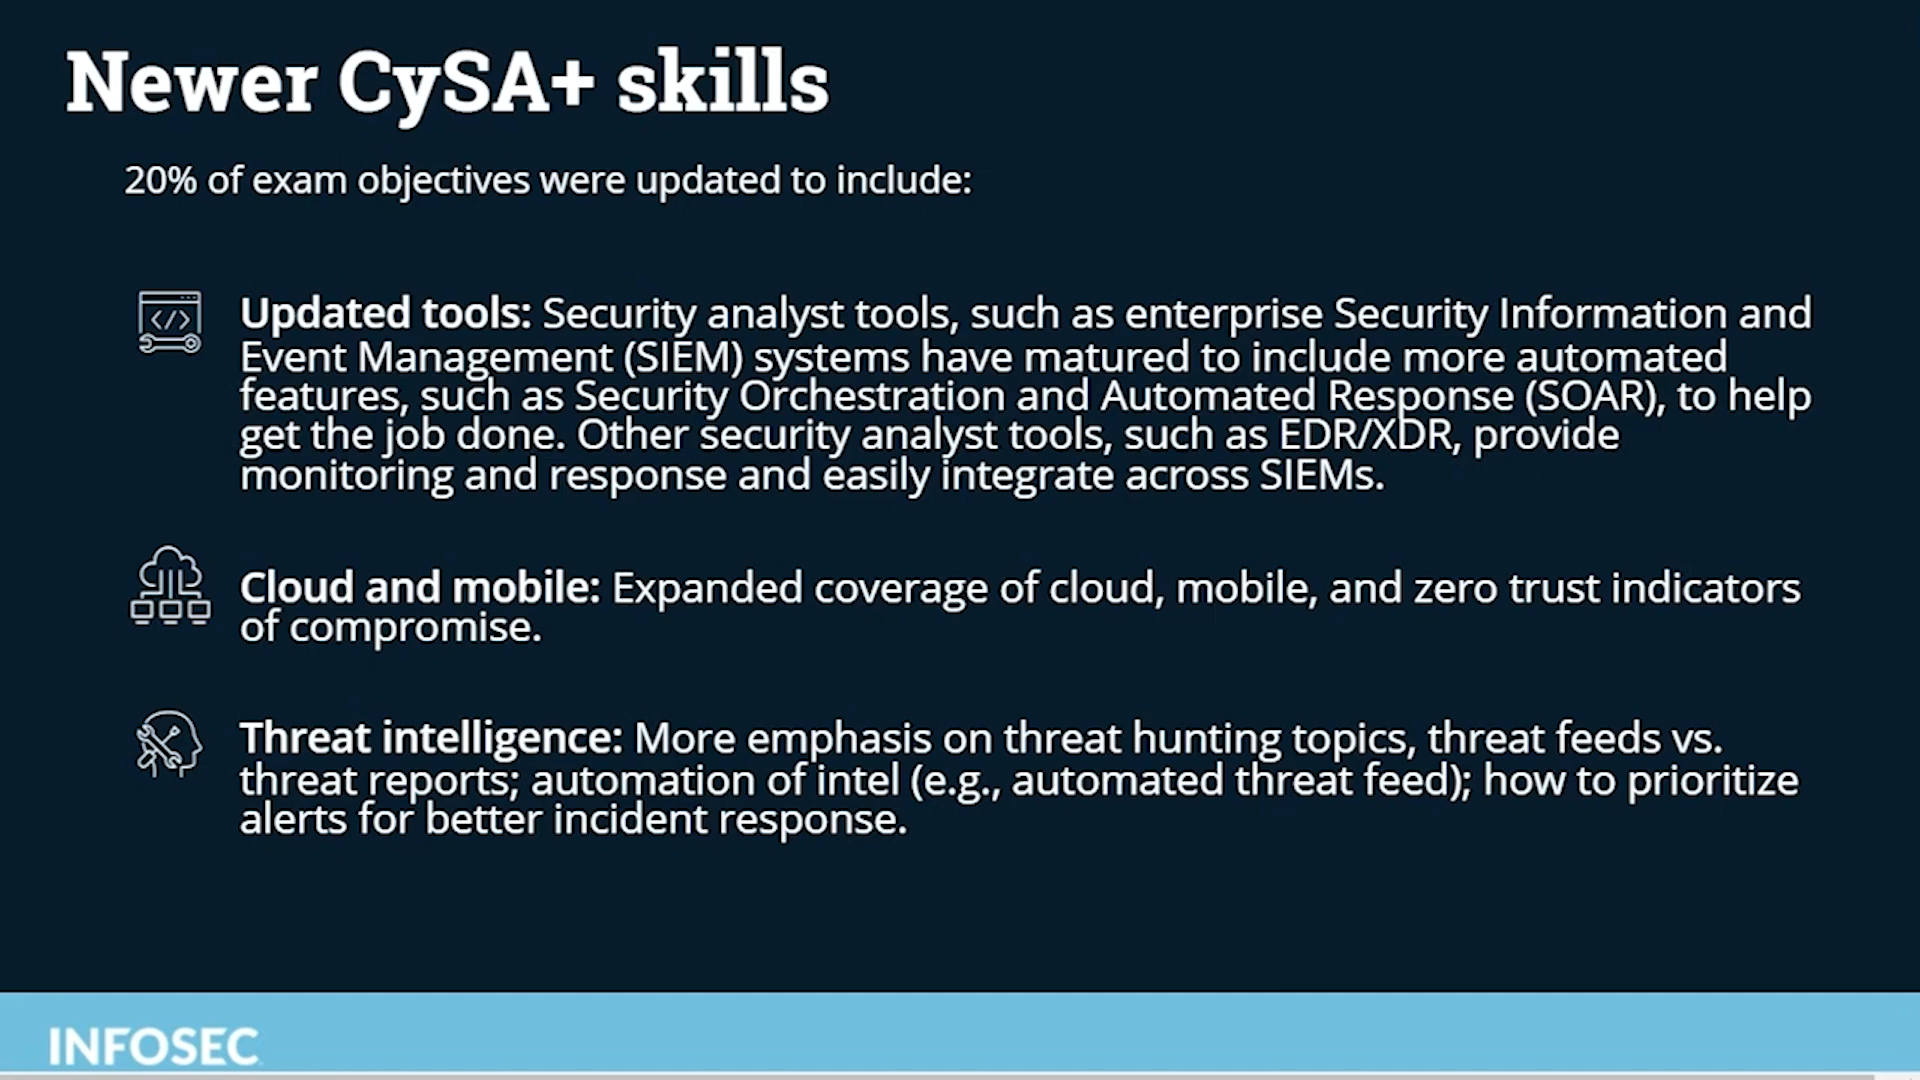 Newer CySA+ skills
20% of exam objectives were updated to include:
</>
Updated tools: Security analyst tools, such as enterprise Security Information and
Event Management (SIEM) systems have matured to include more automated
features, such as Security Orchestration and Automated Response (SOAR), to help
get the job done. Other security analyst tools, such as EDR/XDR, provide
monitoring and response and easily integrate across SIEMs.
Cloud and mobile: Expanded coverage of cloud, mobile, and zero trust indicators
of compromise.
Threat intelligence: More emphasis on threat hunting topics, threat feeds vs.
threat reports; automation of intel (e.g., automated threat feed); how to prioritize
alerts for better incident response.
INFOSEC